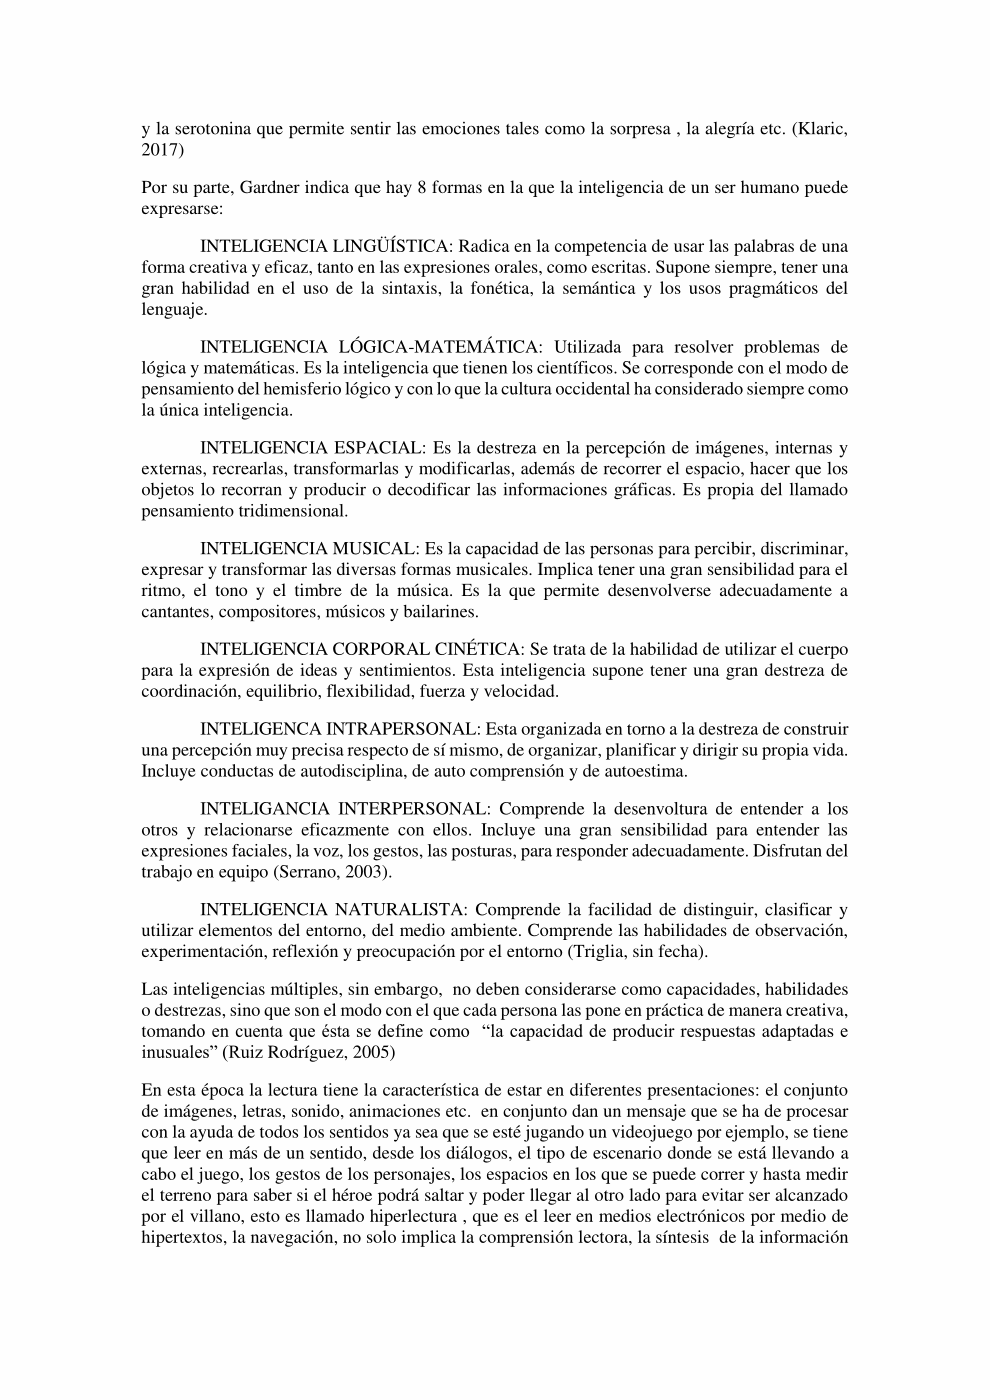 y la serotonina que permite sentir las emociones tales como la sorpresa , la alegría etc. (Klaric,
2017)
Por su parte, Gardner indica que hay 8 formas en la que la inteligencia de un ser humano puede
expresarse:
INTELIGENCIA LINGÜÍSTICA: Radica en la competencia de usar las palabras de una
forma creativa y eficaz, tanto en las expresiones orales, como escritas. Supone siempre, tener una
gran habilidad en el uso de la sintaxis, la fonética, la semántica y los usos pragmáticos del
lenguaje.
INTELIGENCIA LÓGICA-MATEMÁTICA: Utilizada para resolver problemas de
lógica y matemáticas. Es la inteligencia que tienen los científicos. Se corresponde con el modo de
pensamiento del hemisferio lógico y con lo que la cultura occidental ha considerado siempre como
la única inteligencia.
INTELIGENCIA ESPACIAL: Es la destreza en la percepción de imágenes, internas y
externas, recrearlas, transformarlas y modificarlas, además de recorrer el espacio, hacer que los
objetos lo recorran y producir o decodificar las informaciones gráficas. Es propia del llamado
pensamiento tridimensional.
INTELIGENCIA MUSICAL: Es la capacidad de las personas para percibir, discriminar,
expresar y transformar las diversas formas musicales. Implica tener una gran sensibilidad para el
ritmo, el tono y el timbre de la música. Es la que permite desenvolverse adecuadamente a
cantantes, compositores, músicos y bailarines.
INTELIGENCIA CORPORAL CINÉTICA: Se trata de la habilidad de utilizar el cuerpo
para la expresión de ideas y sentimientos. Esta inteligencia supone tener una gran destreza de
coordinación, equilibrio, flexibilidad, fuerza y velocidad.
INTELIGENCA INTRAPERSONAL: Esta organizada en torno a la destreza de construir
una percepción muy precisa respecto de sí mismo, de organizar, planificar y dirigir su propia vida.
Incluye conductas de autodisciplina, de auto comprensión y de autoestima.
INTELIGANCIA INTERPERSONAL: Comprende la desenvoltura de entender a los
otros y relacionarse eficazmente con ellos. Incluye una gran sensibilidad para entender las
expresiones faciales, la voz, los gestos, las posturas, para responder adecuadamente. Disfrutan del
trabajo en equipo (Serrano, 2003).
INTELIGENCIA NATURALISTA: Comprende la facilidad de distinguir, clasificar y
utilizar elementos del entorno, del medio ambiente. Comprende las habilidades de observación,
experimentación, reflexión y preocupación por el entorno (Triglia, sin fecha).
Las inteligencias múltiples, sin embargo,  no deben considerarse como capacidades, habilidades
o destrezas, sino que son el modo con el que cada persona las pone en práctica de manera creativa,
tomando en cuenta que ésta se define como  “la capacidad de producir respuestas adaptadas e
inusuales” (Ruiz Rodríguez, 2005)
En esta época la lectura tiene la característica de estar en diferentes presentaciones: el conjunto
de imágenes, letras, sonido, animaciones etc.  en conjunto dan un mensaje que se ha de procesar
con la ayuda de todos los sentidos ya sea que se esté jugando un videojuego por ejemplo, se tiene
que leer en más de un sentido, desde los diálogos, el tipo de escenario donde se está llevando a
cabo el juego, los gestos de los personajes, los espacios en los que se puede correr y hasta medir
el terreno para saber si el héroe podrá saltar y poder llegar al otro lado para evitar ser alcanzado
por el villano, esto es llamado hiperlectura , que es el leer en medios electrónicos por medio de
hipertextos, la navegación, no solo implica la comprensión lectora, la síntesis  de la información